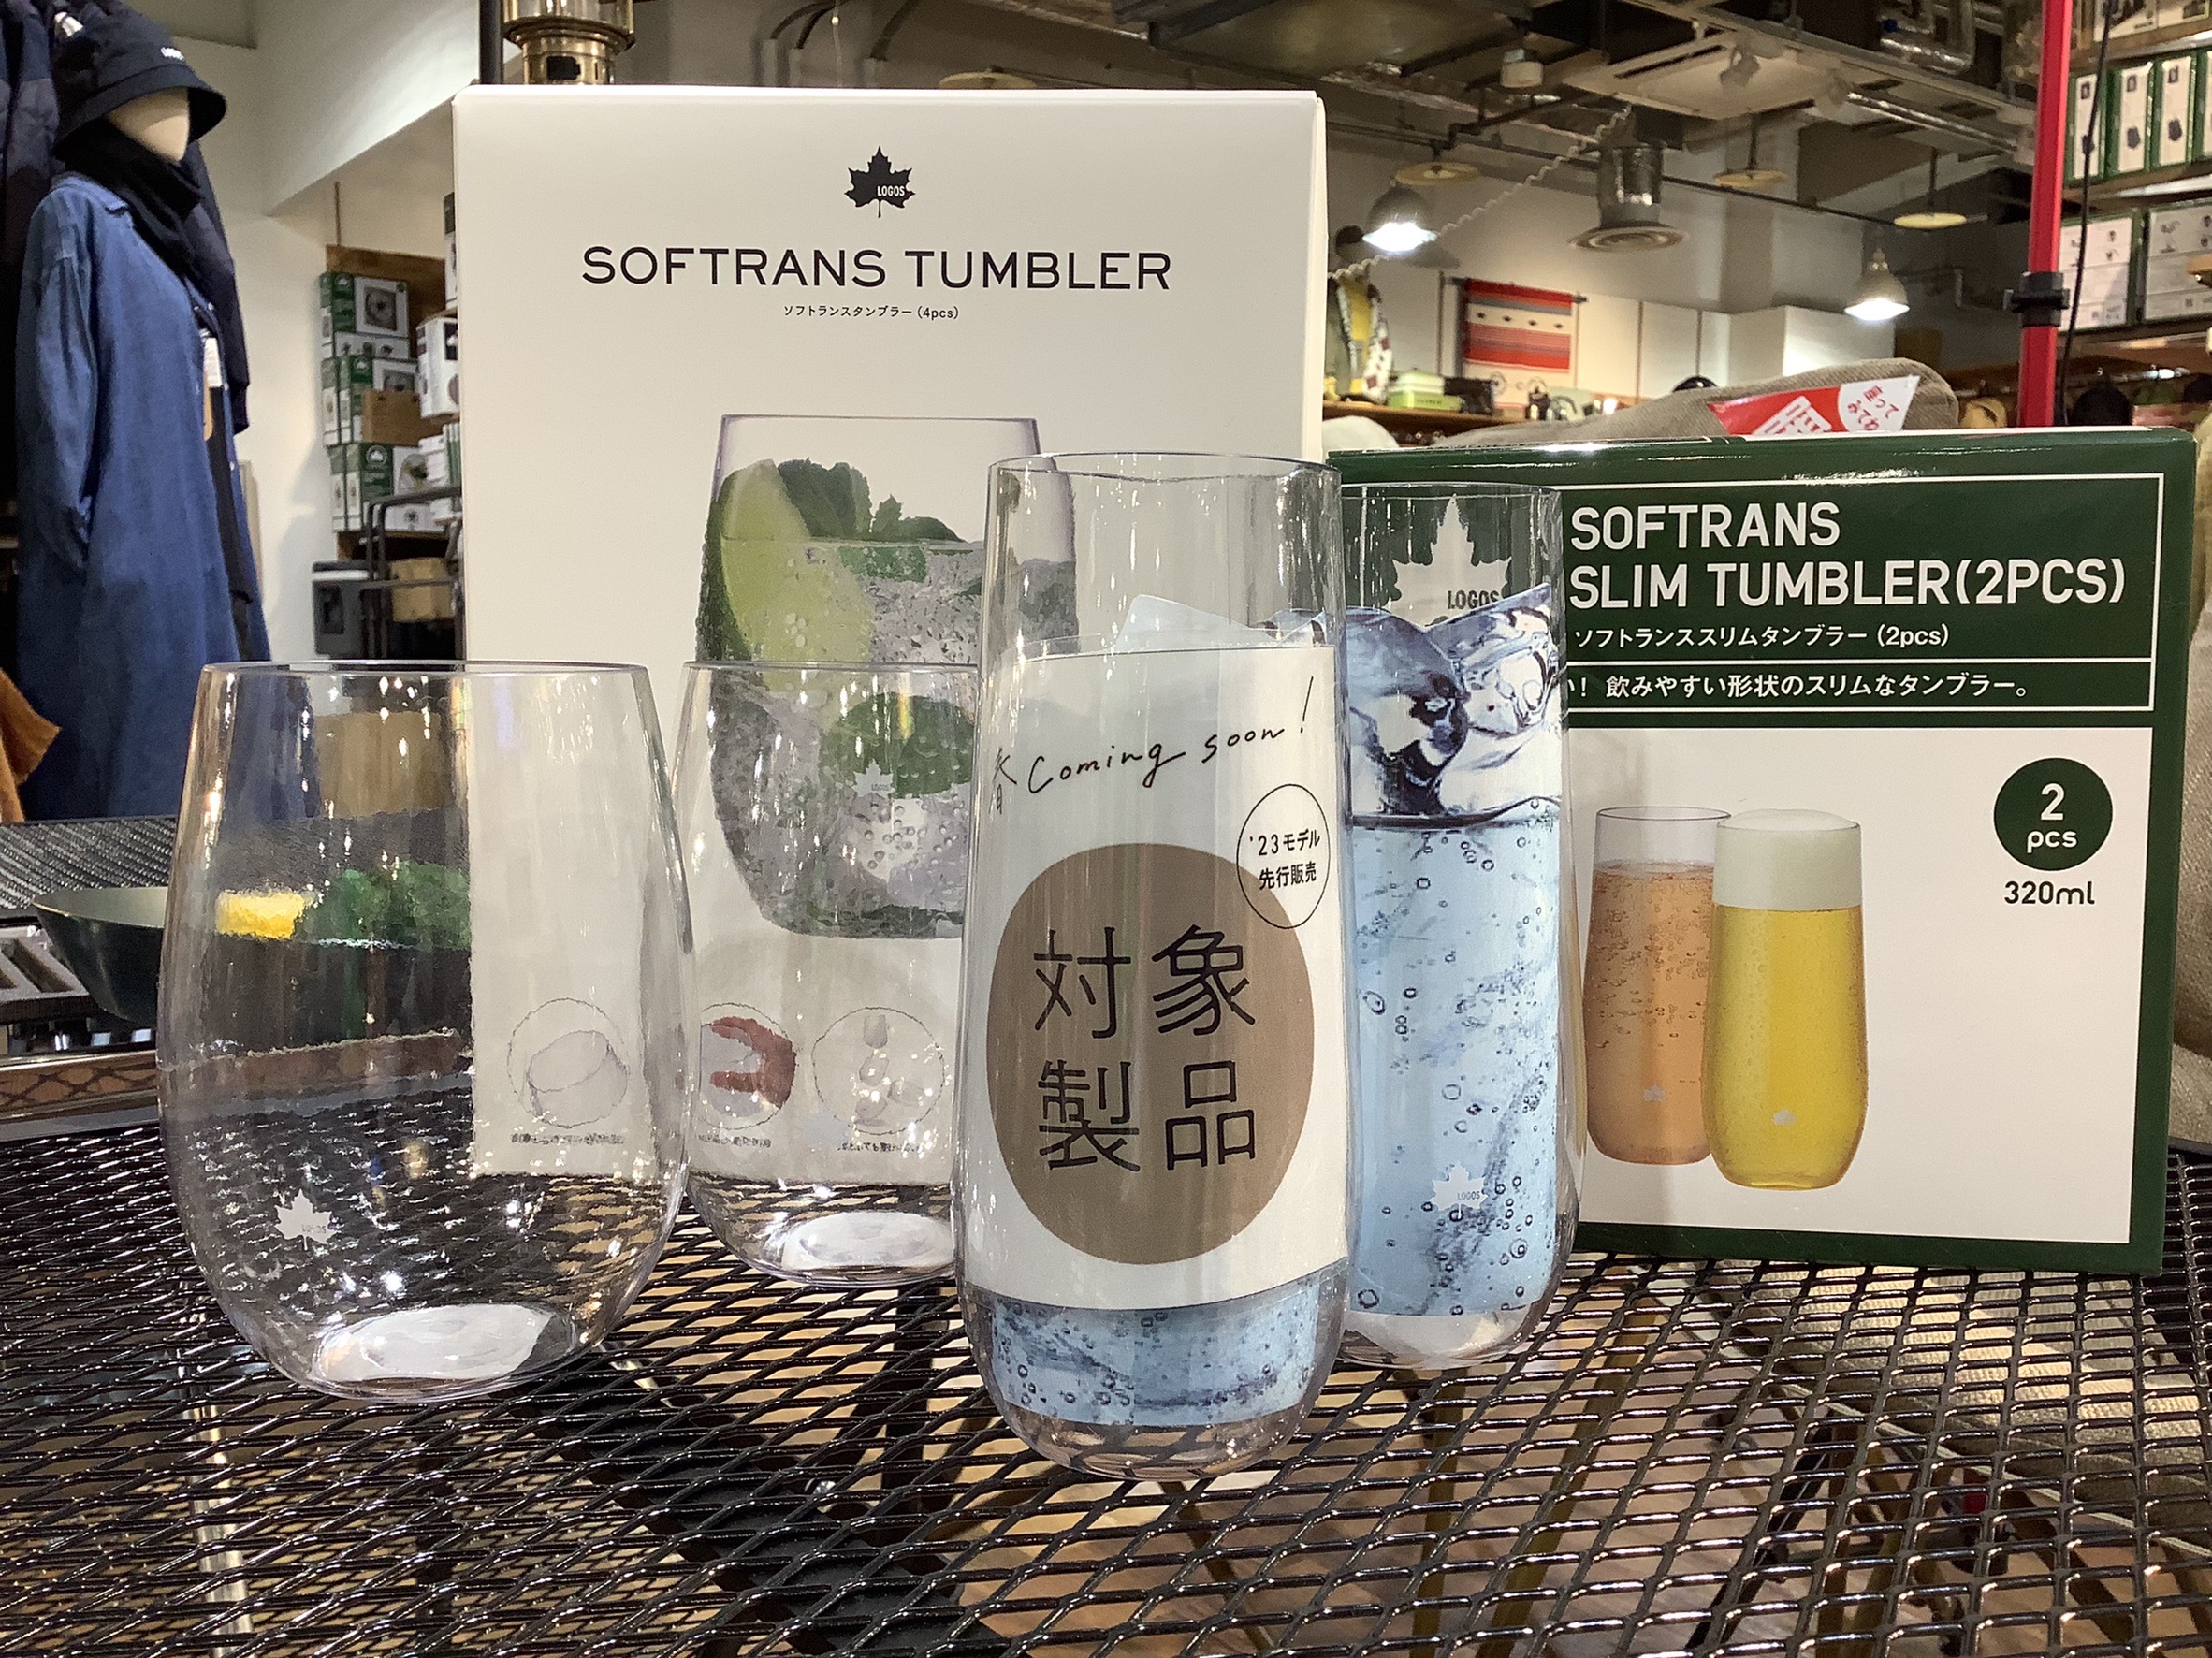 LOGOS
SOFTRANS TUMBLER
ソフトランスタンブラー (4pcs)
LOGOS
SOFTRANS
SLIM TUMBLER(2PCS)
ソフトランススリムタンブラー (2pcs)
! 飲みやすい形状のスリムなタンブラー。
2
pcs
320ml
春 Coming soon!
'23モデル
先行販売
対象
製品
LOGOS
LOGOS